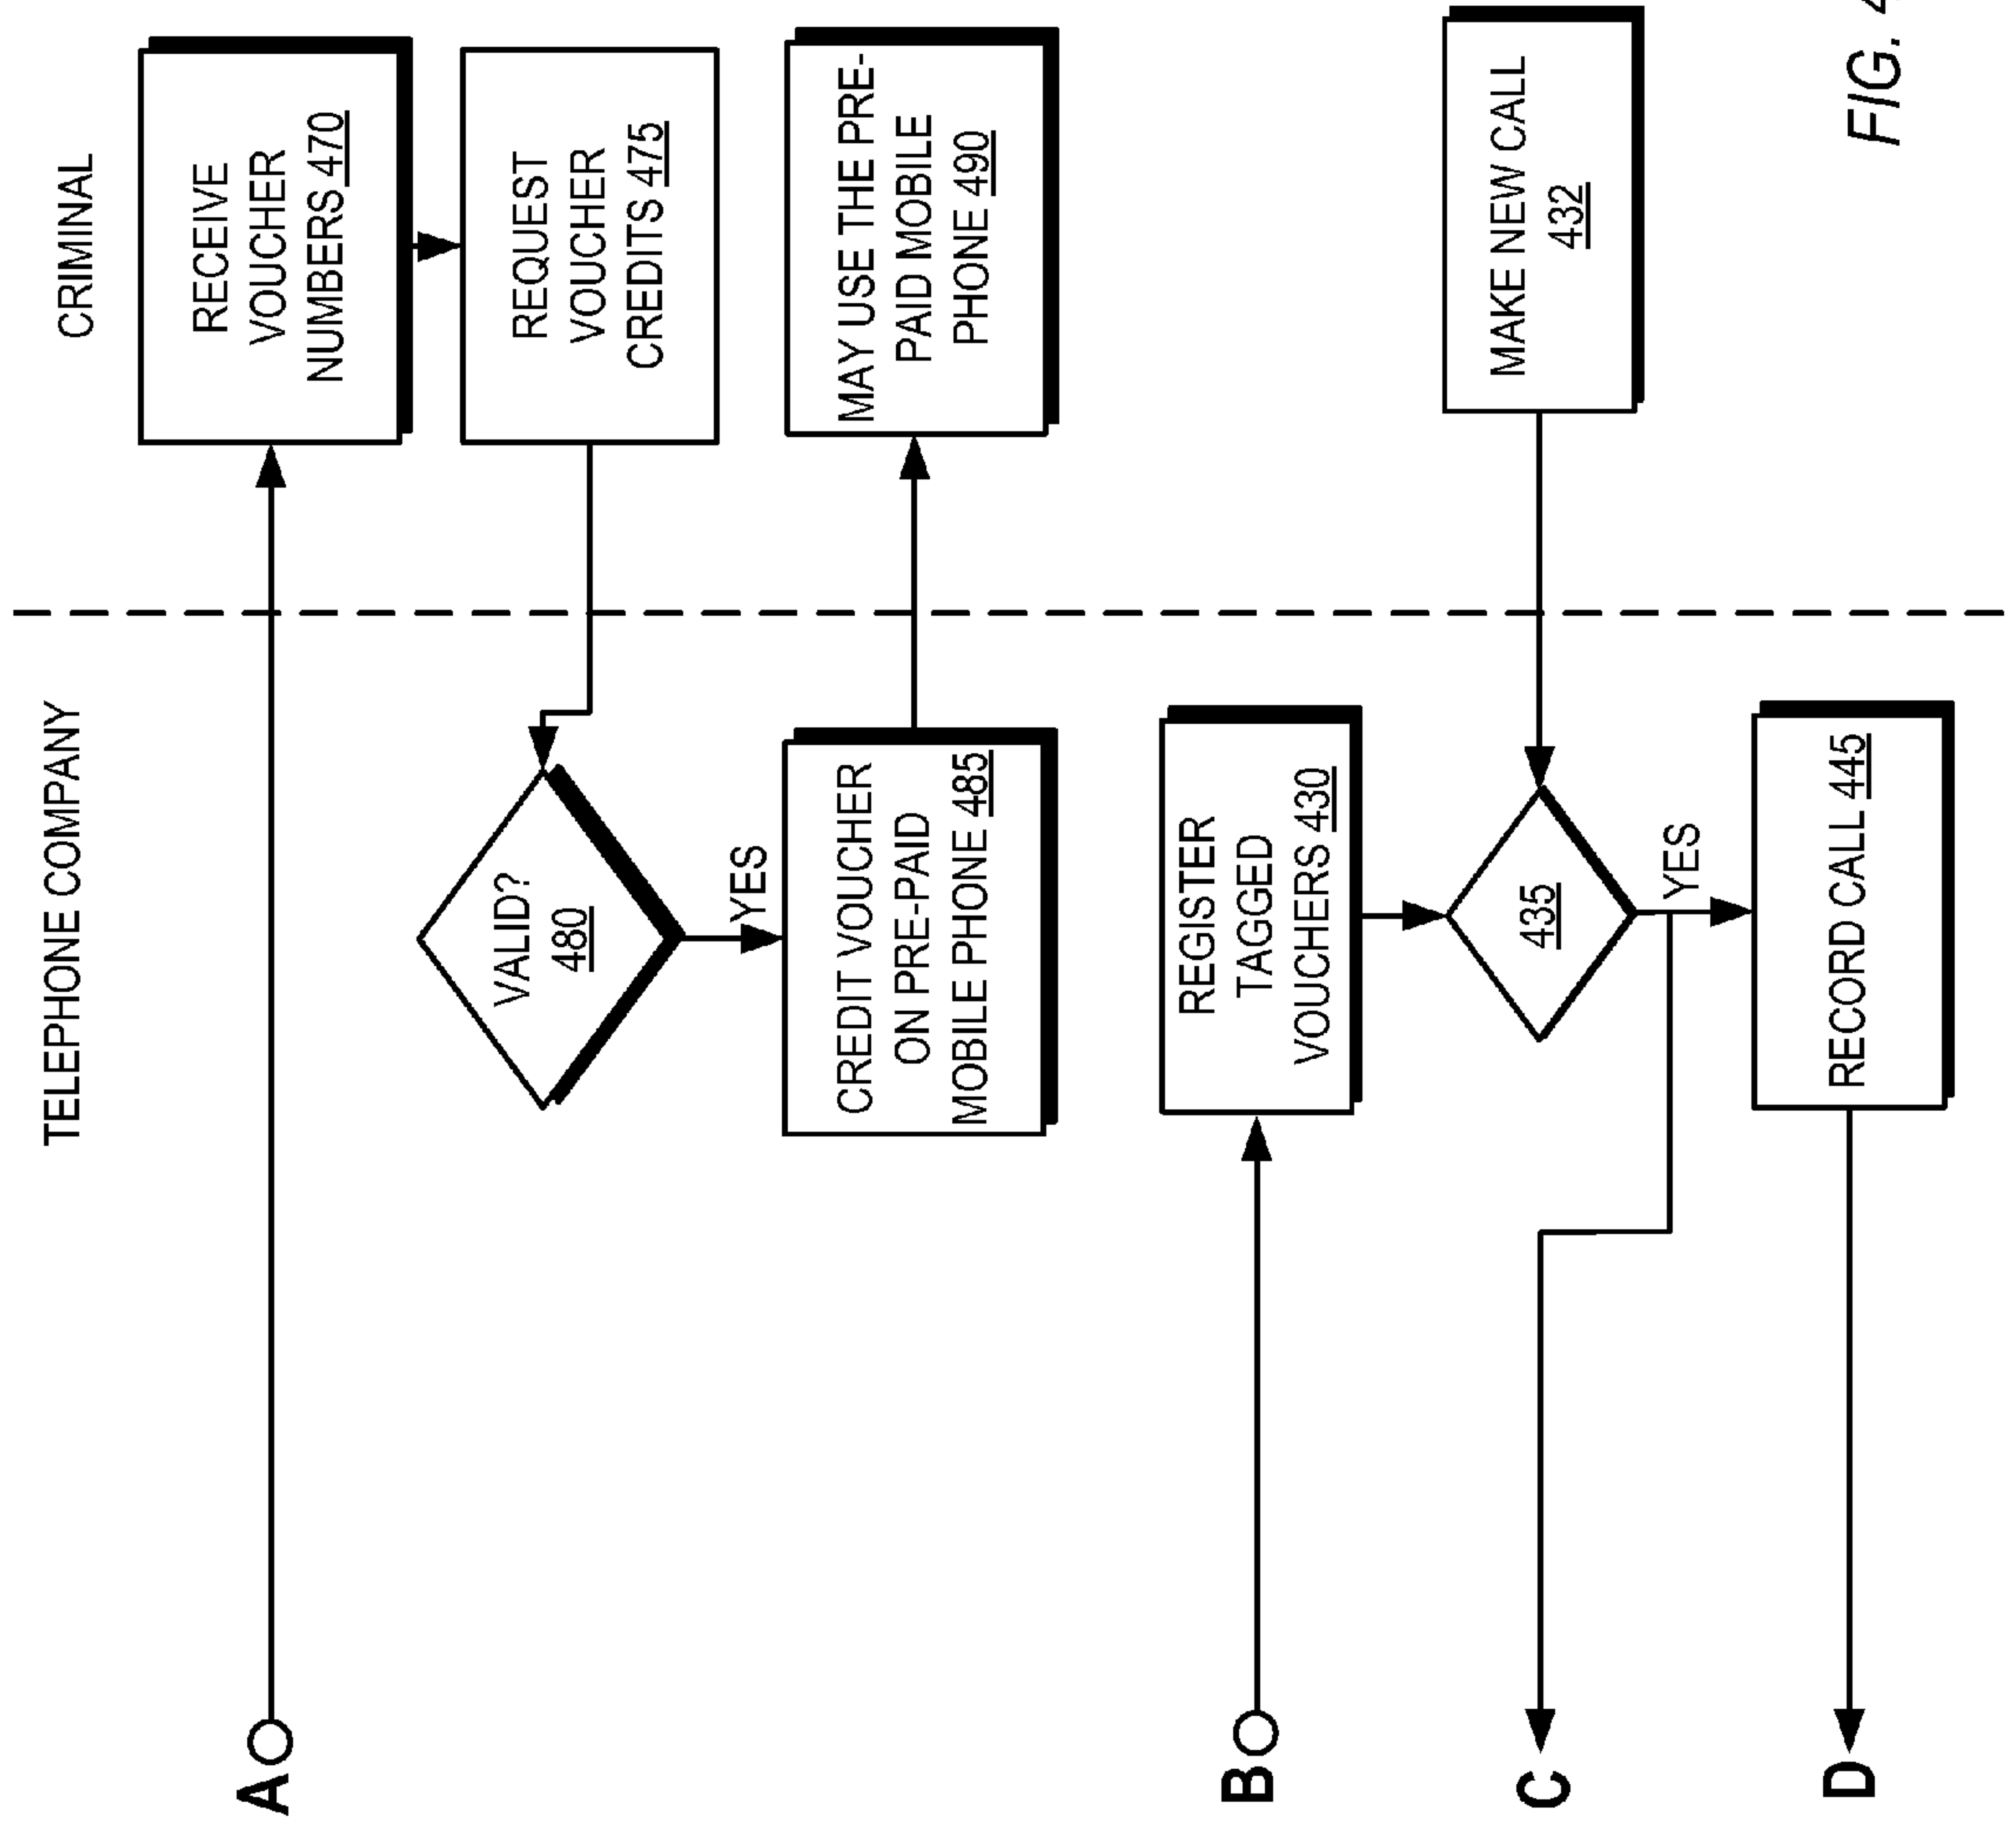 TELEPHONE COMPANY
CRIMINAL
A
RECEIVE
VOUCHER
NUMBERS 470
REQUEST
VOUCHER
CREDITS 475
VALID?
480
YES
CREDIT VOUCHER
ON PRE-PAID
MOBILE PHONE 485
MAY USE THE PRE-
PAID MOBILE
PHONE 490
B
REGISTER
TAGGED
VOUCHERS 430
MAKE NEW CALL
432
435
YES
C
RECORD CALL 445
D
FIG. 4